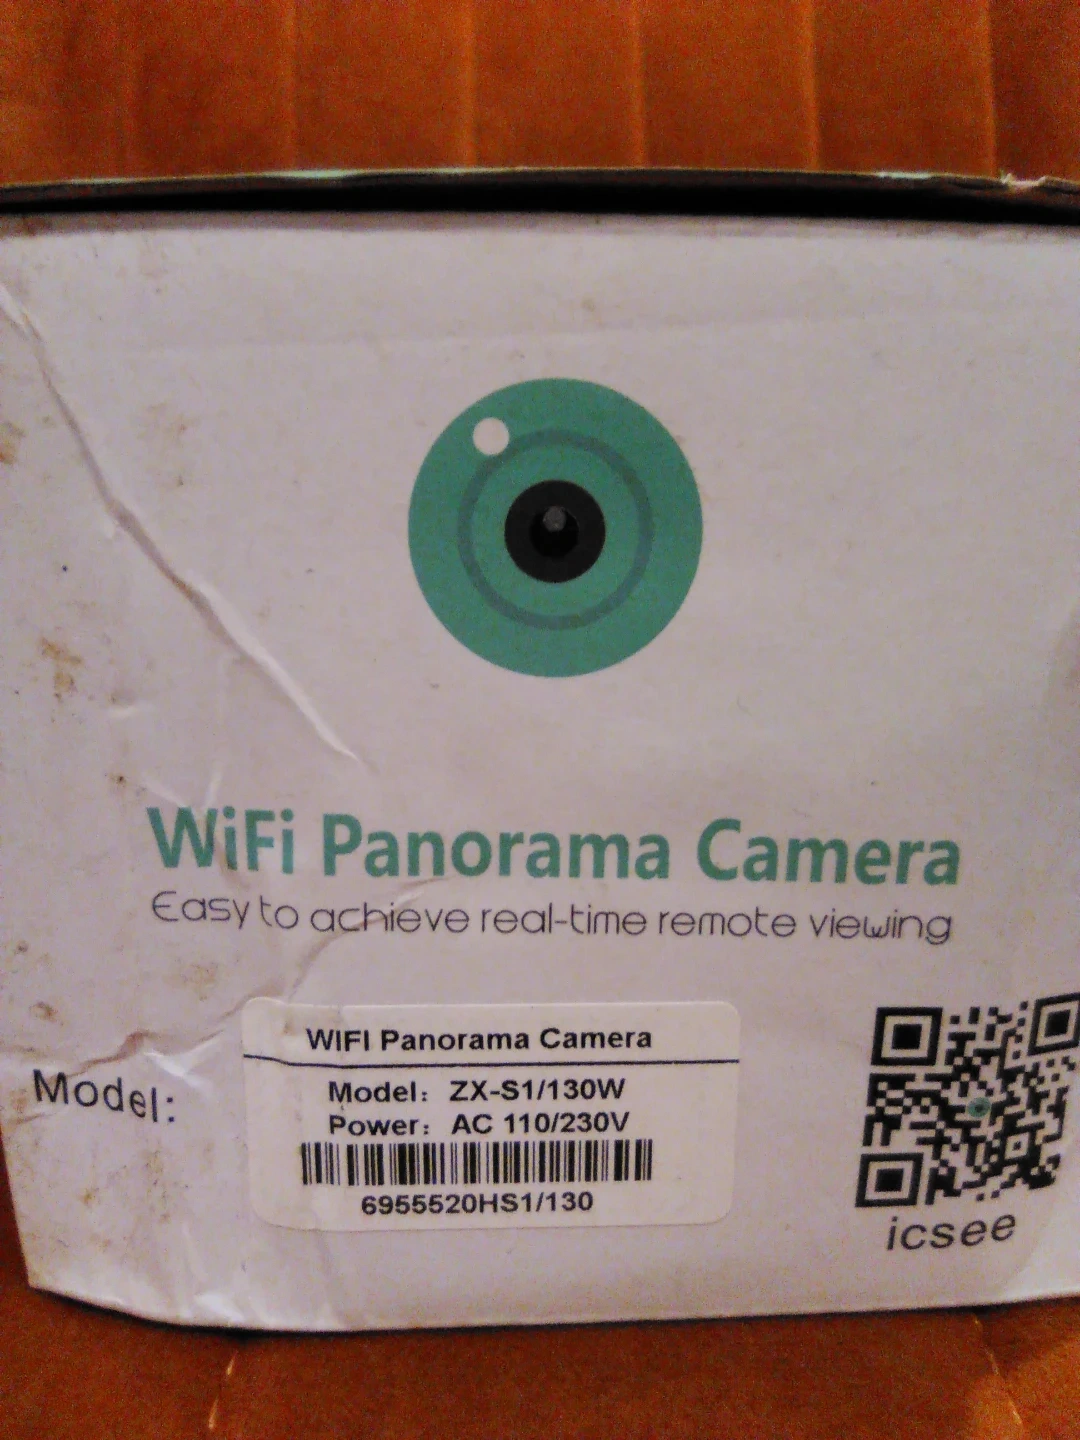 WiFi Panorama Camera
Easy to achieve real-time remote viewing
WIFI Panorama Camera
Model:
Model: ZX-S1/130W
Power: AC 110/230V
6955520HS1/130
icsee